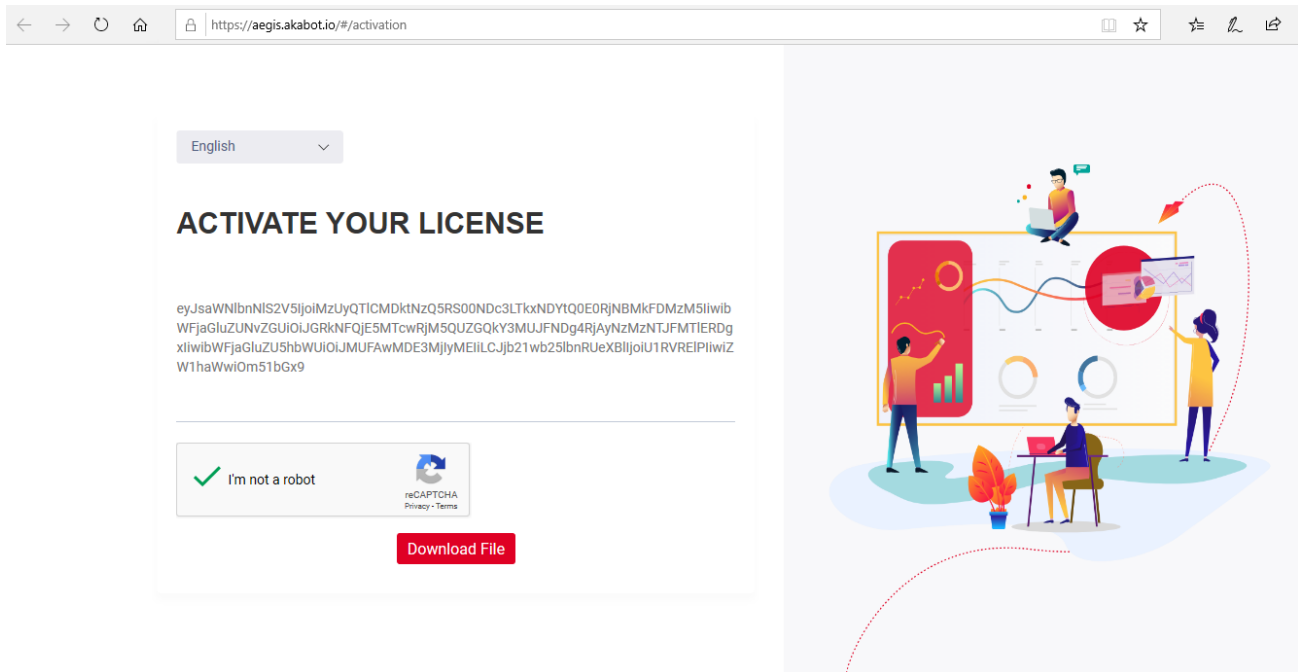 https://aegis.akabot.io/#/activation
English
ACTIVATE YOUR LICENSE
eyJsaWNlbnNlS2V5IjoiMzUyQTlCMDktNzQ5RS00NDc3LTkxNDYtQ0E0RjNBMkFDMzM5Iiwib
WFjaGluZUNvZGUiOiJGRkNFQjE5MTcwRjM5QUZGQkY3MUJFNDg4RjAyNzMzNTJFMTlERDg
xIiwibWFjaGluZU5hbWUiOiJMUFAwMDE3MjIyMEIiLCJjb21wb25lbnRUeXBlIjoiU1RVRElPIiwiZ
W1haWwiOm51bGx9
I'm not a robot
reCAPTCHA
Privacy - Terms
Download File